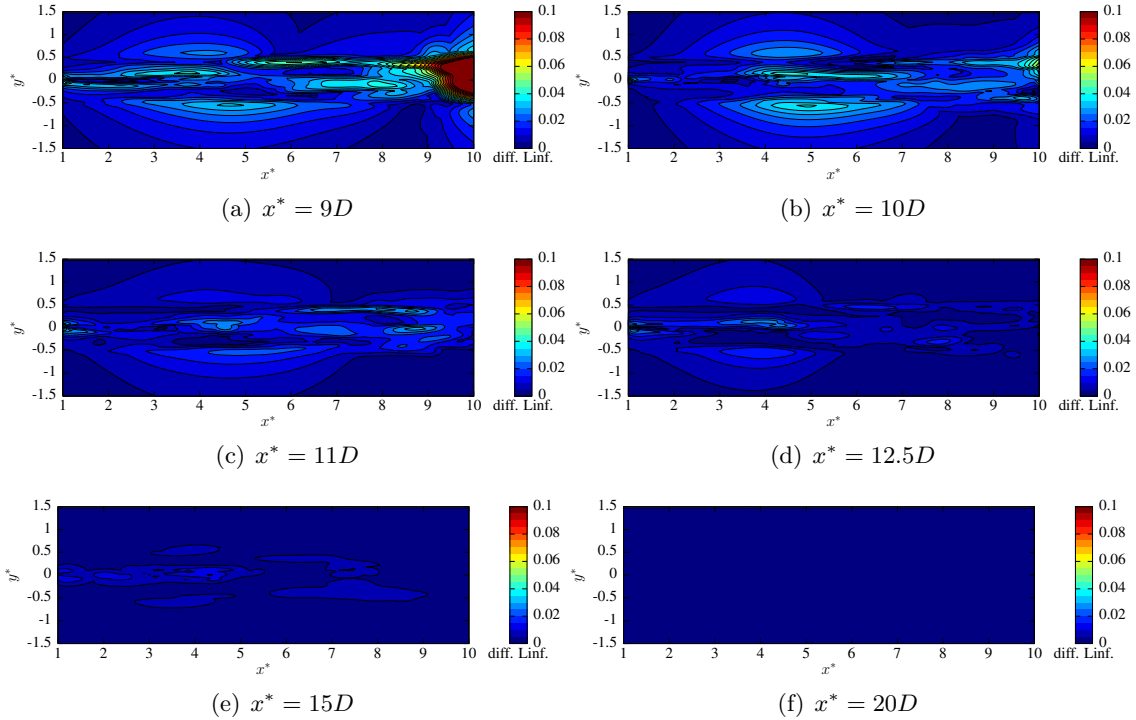 1.5
1
0.5
0
-0.5
-1
-1.5
y*
1 2 3 4 5 6 7 8 9 10
x*
0.1
0.08
0.06
0.04
0.02
0
diff. Linf.
(a) x* = 9D
1.5
1
0.5
0
-0.5
-1
-1.5
y*
1 2 3 4 5 6 7 8 9 10
x*
0.1
0.08
0.06
0.04
0.02
0
diff. Linf.
(b) x* = 10D
1.5
1
0.5
0
-0.5
-1
-1.5
y*
1 2 3 4 5 6 7 8 9 10
x*
0.1
0.08
0.06
0.04
0.02
0
diff. Linf.
(c) x* = 11D
1.5
1
0.5
0
-0.5
-1
-1.5
y*
1 2 3 4 5 6 7 8 9 10
x*
0.1
0.08
0.06
0.04
0.02
0
diff. Linf.
(d) x* = 12.5D
1.5
1
0.5
0
-0.5
-1
-1.5
y*
1 2 3 4 5 6 7 8 9 10
x*
0.1
0.08
0.06
0.04
0.02
0
diff. Linf.
(e) x* = 15D
1.5
1
0.5
0
-0.5
-1
-1.5
y*
1 2 3 4 5 6 7 8 9 10
x*
0.1
0.08
0.06
0.04
0.02
0
diff. Linf.
(f) x* = 20D